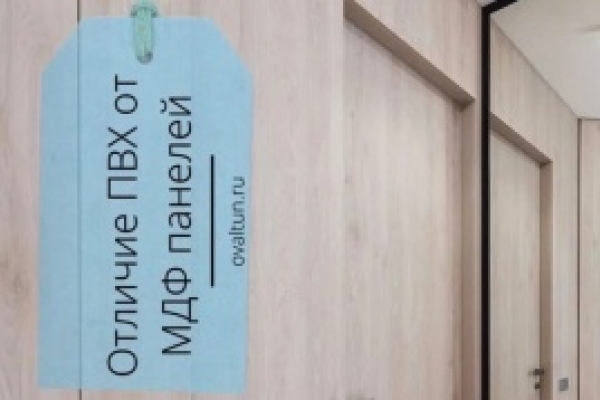 Отличие ПВХ от
МДФ панелей
ovaltun.ru